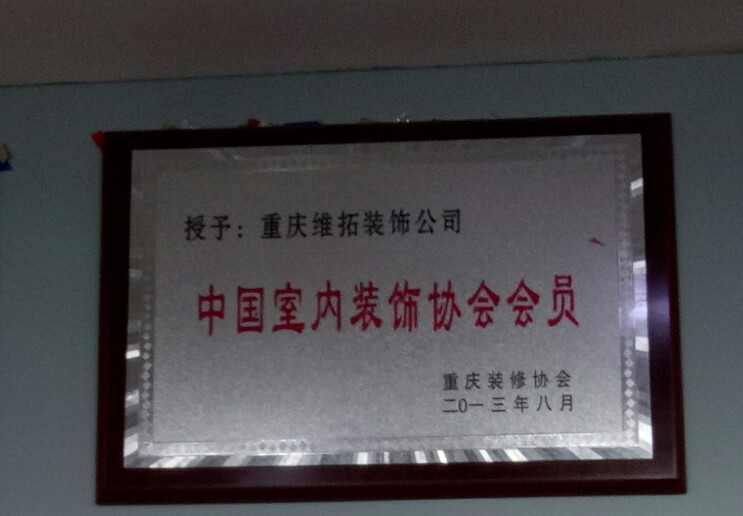 授予：重庆维拓装饰公司
中国室内装饰协会会员
重庆装修协会
二0一三年八月